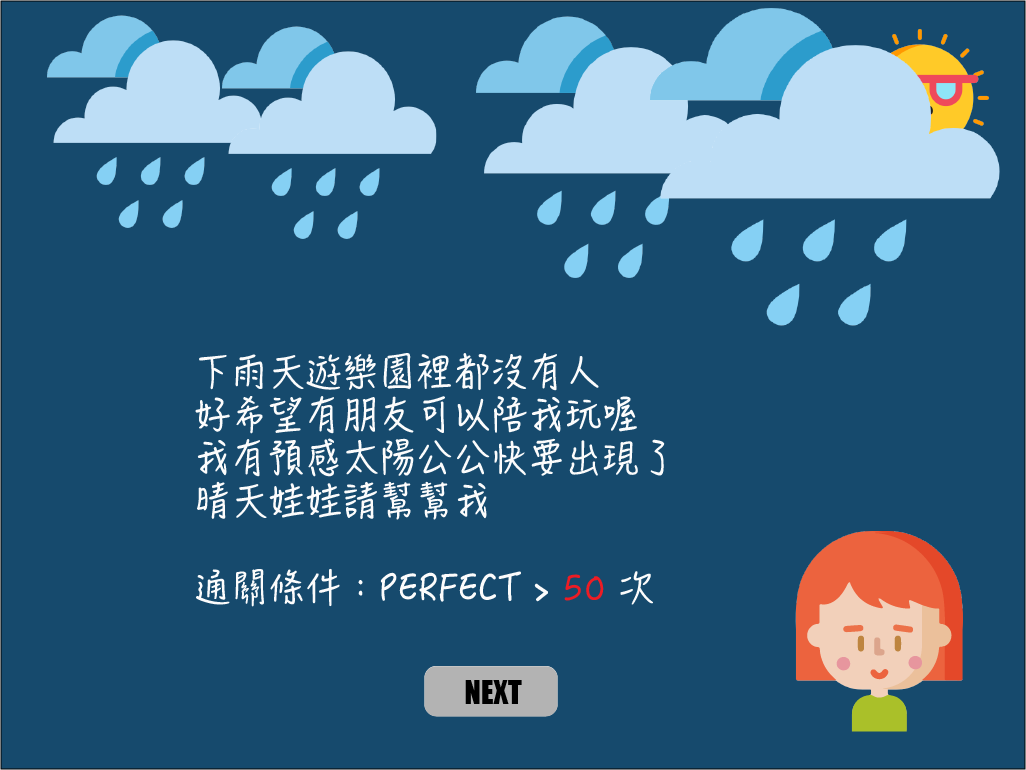 下雨天遊樂園裡都沒有人
好希望有朋友可以陪我玩喔
我有預感太陽公公快要出現了
晴天娃娃請幫幫我
通關條件：PERFECT > 50 次
NEXT